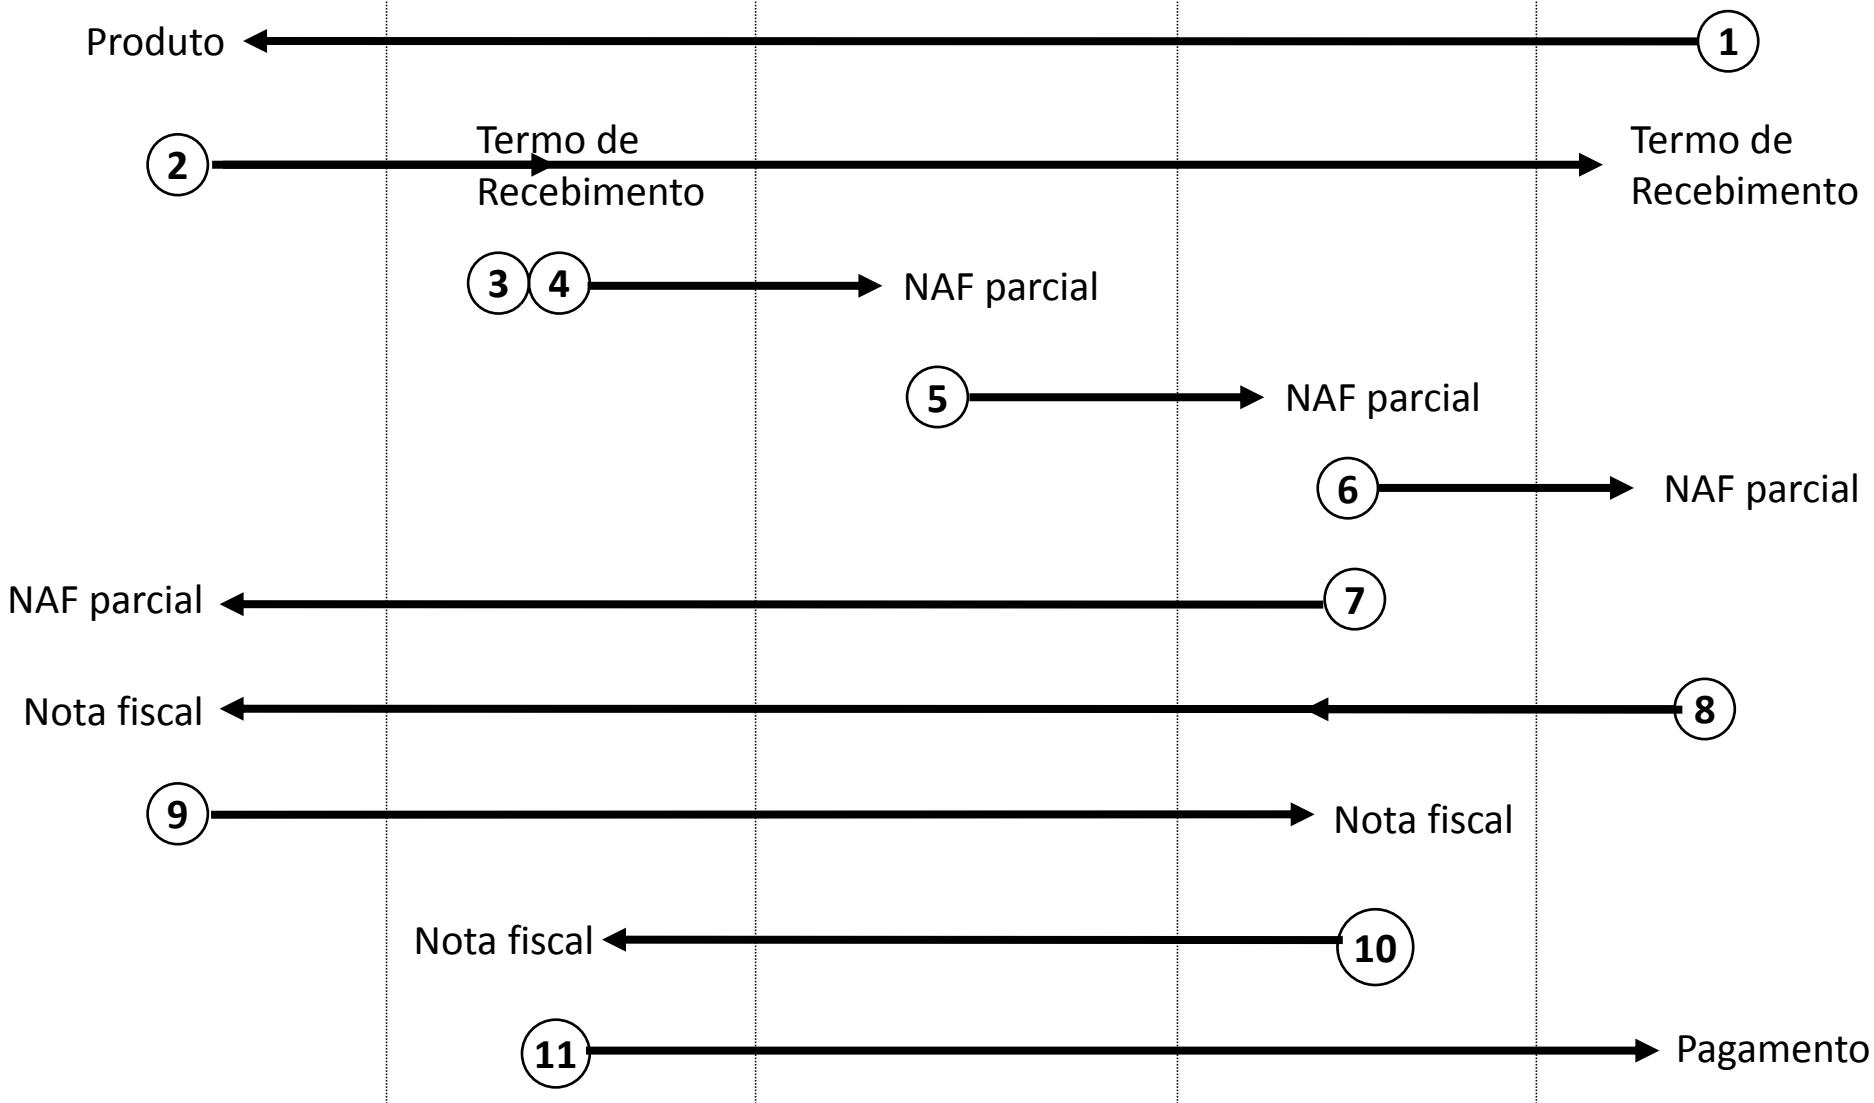 Produto
1
2
Termo de
Recebimento
Termo de
Recebimento
3
4
NAF parcial
5
NAF parcial
6
NAF parcial
NAF parcial
7
Nota fiscal
8
9
Nota fiscal
Nota fiscal
10
11
Pagamento